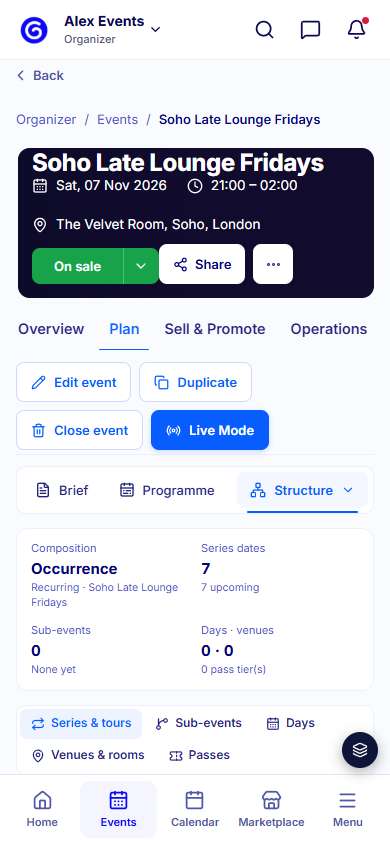 Alex Events
Organizer
Back
Organizer / Events / Soho Late Lounge Fridays
Soho Late Lounge Fridays
Sat, 07 Nov 2026 21:00 – 02:00
The Velvet Room, Soho, London
On sale Share
Overview Plan Sell & Promote Operations
Edit event Duplicate
Close event Live Mode
Brief Programme Structure
Composition Series dates
Occurrence 7
Recurring · Soho Late Lounge 7 upcoming
Fridays
Sub-events Days · venues
0 0 · 0
None yet 0 pass tier(s)
Series & tours Sub-events Days
Venues & rooms Passes
Home Events Calendar Marketplace Menu